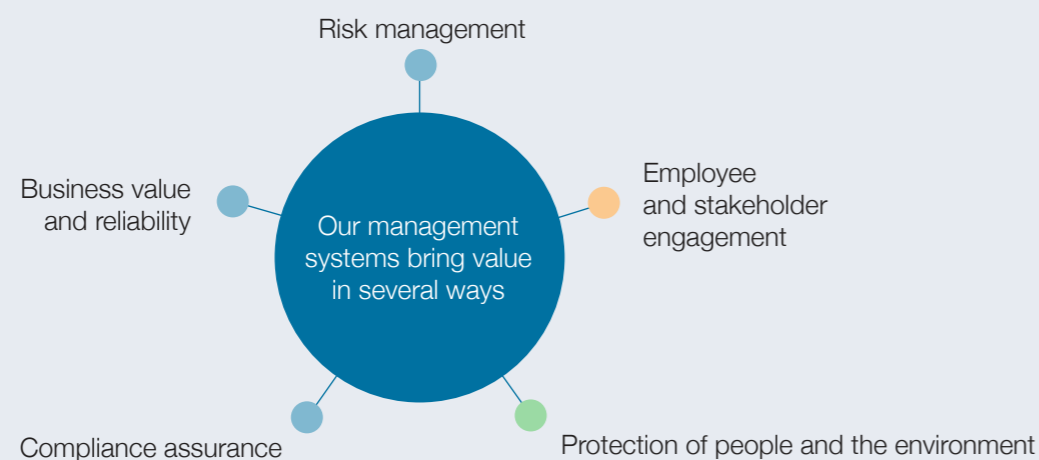 Risk management
Business value
and reliability
Employee
and stakeholder
engagement
Our management
systems bring value
in several ways
Compliance assurance
Protection of people and the environment